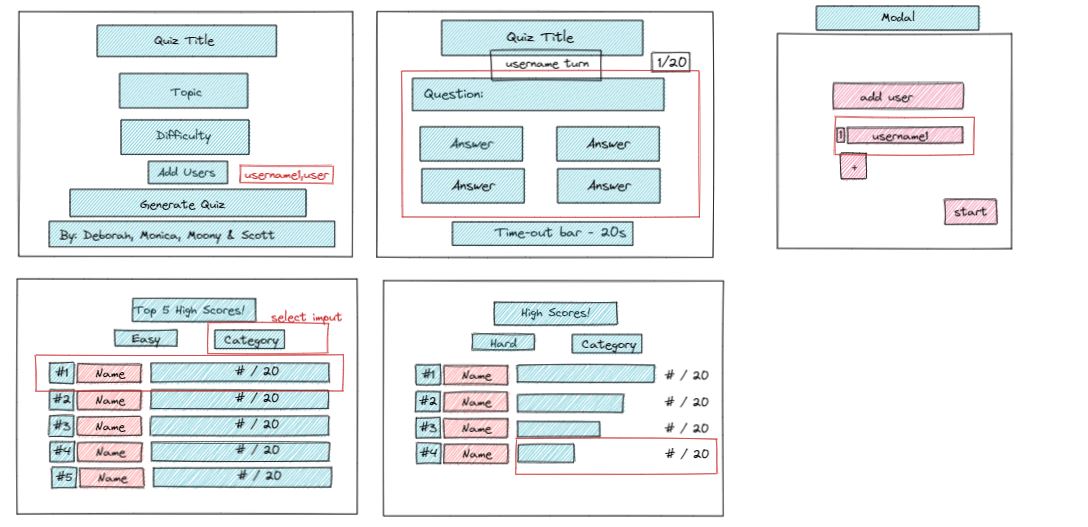 Quiz Title
Topic
Difficulty
Add Users
username1,user
Generate Quiz
By: Deborah, Monica, Moony & Scott
Quiz Title
username turn
1/20
Question:
Answer
Answer
Answer
Answer
Time-out bar - 20s
Modal
add user
1 username1
+
start
Top 5 High Scores!
select imput
Easy
Category
#1 Name # / 20
#2 Name # / 20
#3 Name # / 20
#4 Name # / 20
#5 Name # / 20
High Scores!
Hard
Category
#1 Name # / 20
#2 Name # / 20
#3 Name # / 20
#4 Name # / 20